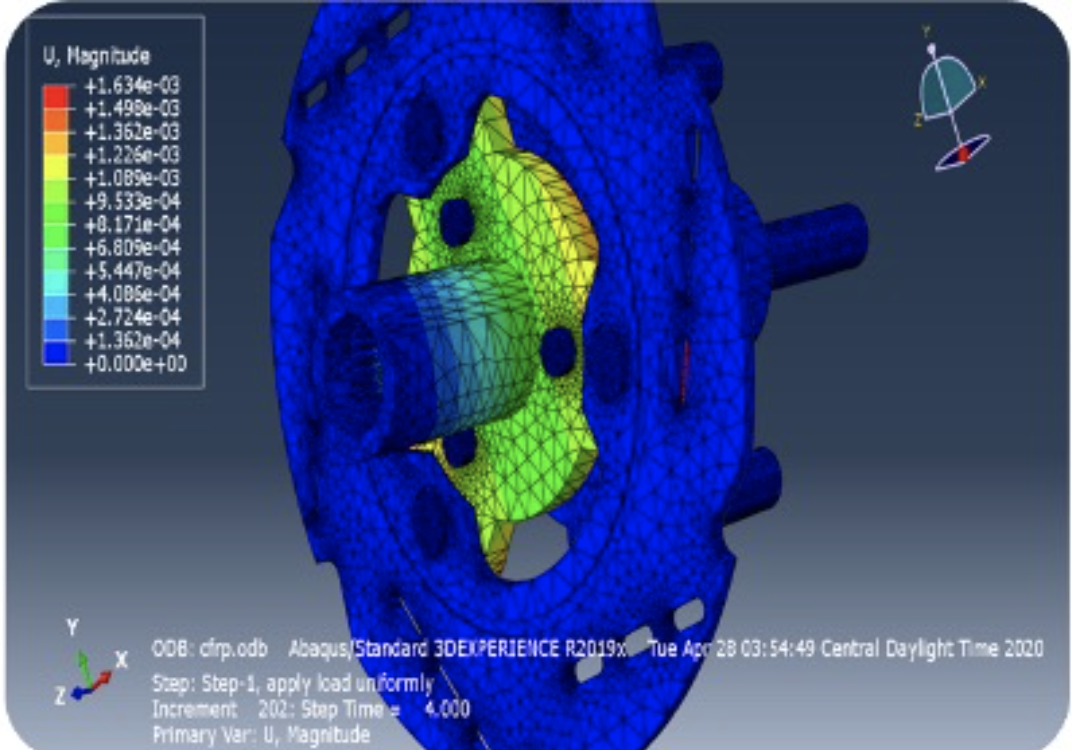 U, Magnitude
+1.634e-03
+1.498e-03
+1.362e-03
+1.226e-03
+1.089e-03
+9.533e-04
+8.171e-04
+6.809e-04
+5.447e-04
+4.086e-04
+2.724e-04
+1.362e-04
+0.000e+00
Y
X
Z
Y
X
Z
ODB: cfrp.odb Abaqus/Standard 3DEXPERIENCE R2019x Tue Apr 28 03:54:49 Central Daylight Time 2020
Step: Step-1, apply load uniformly
Increment 202: Step Time = 4.000
Primary Var: U, Magnitude